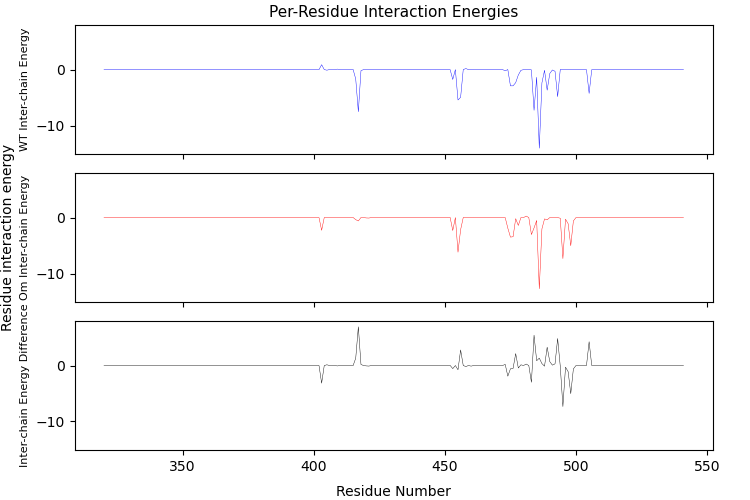 Per-Residue Interaction Energies
Residue interaction energy
WT Inter-chain Energy
0
−10
Om Inter-chain Energy
0
−10
Inter-chain Energy Difference
0
−10
350
400
450
500
550
Residue Number